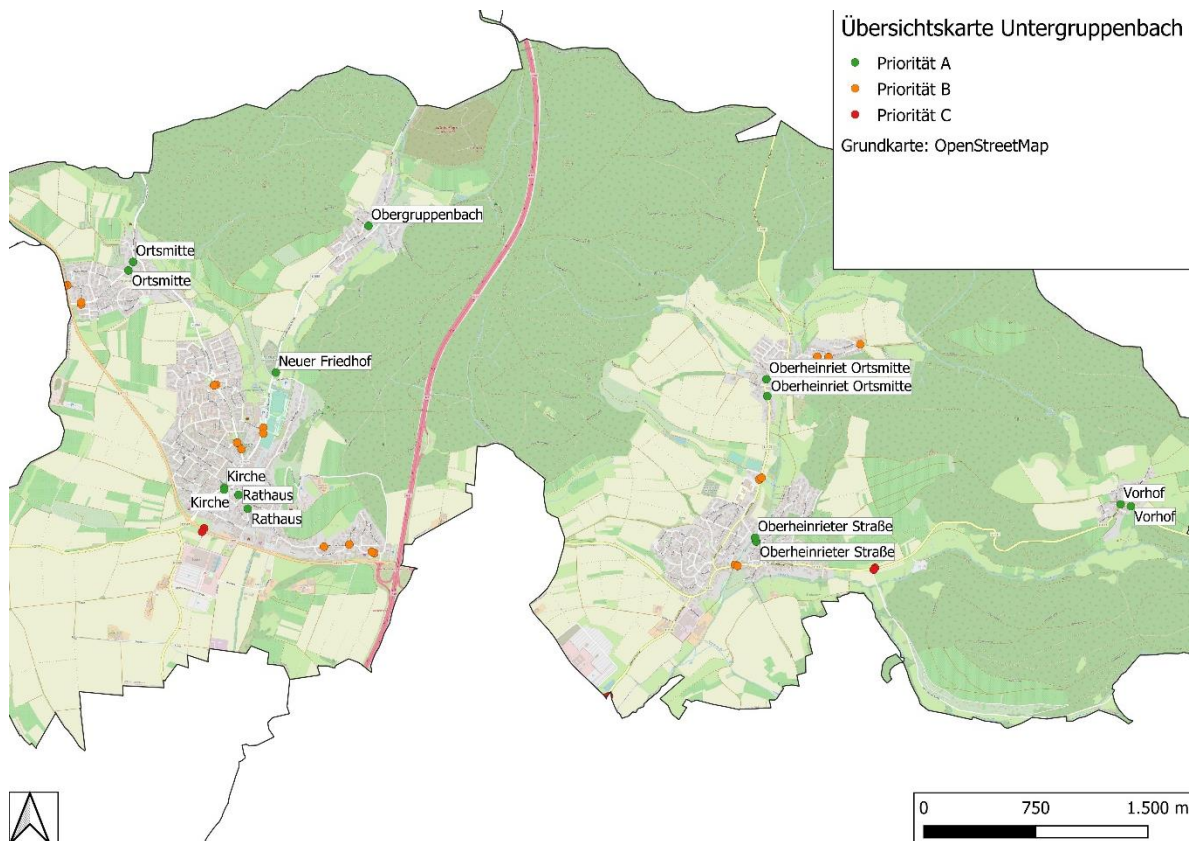 Übersichtskarte Untergruppenbach
Priorität A
Priorität B
Priorität C
Grundkarte: OpenStreetMap
Obergruppenbach
Ortsmitte
Ortsmitte
Neuer Friedhof
Oberheinriet Ortsmitte
Oberheinriet Ortsmitte
Kirche
Kirche
Rathaus
Rathaus
Vorhof
Vorhof
Oberheinrieter Straße
Oberheinrieter Straße
0 750 1.500 m